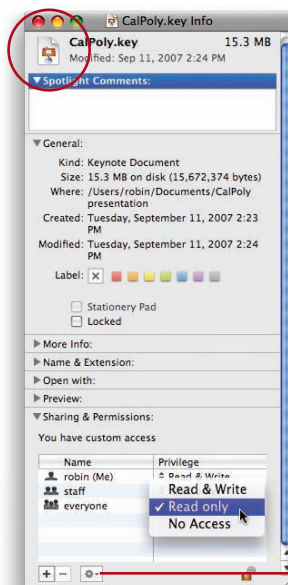 CalPoly.key Info
CalPoly.key 15.3 MB
Modified: Sep 11, 2007 2:24 PM
Spotlight Comments:
General:
Kind: Keynote Document
Size: 15.3 MB on disk (15,672,374 bytes)
Where: /Users/robin/Documents/CalPoly
presentation
Created: Tuesday, September 11, 2007 2:23
PM
Modified: Tuesday, September 11, 2007 2:24
PM
Label:
Stationery Pad
Locked
More Info:
Name & Extension:
Open with:
Preview:
Sharing & Permissions:
You have custom access
Name Privilege
robin (Me) Read & Write
staff Read & Write
everyone Read only
No Access